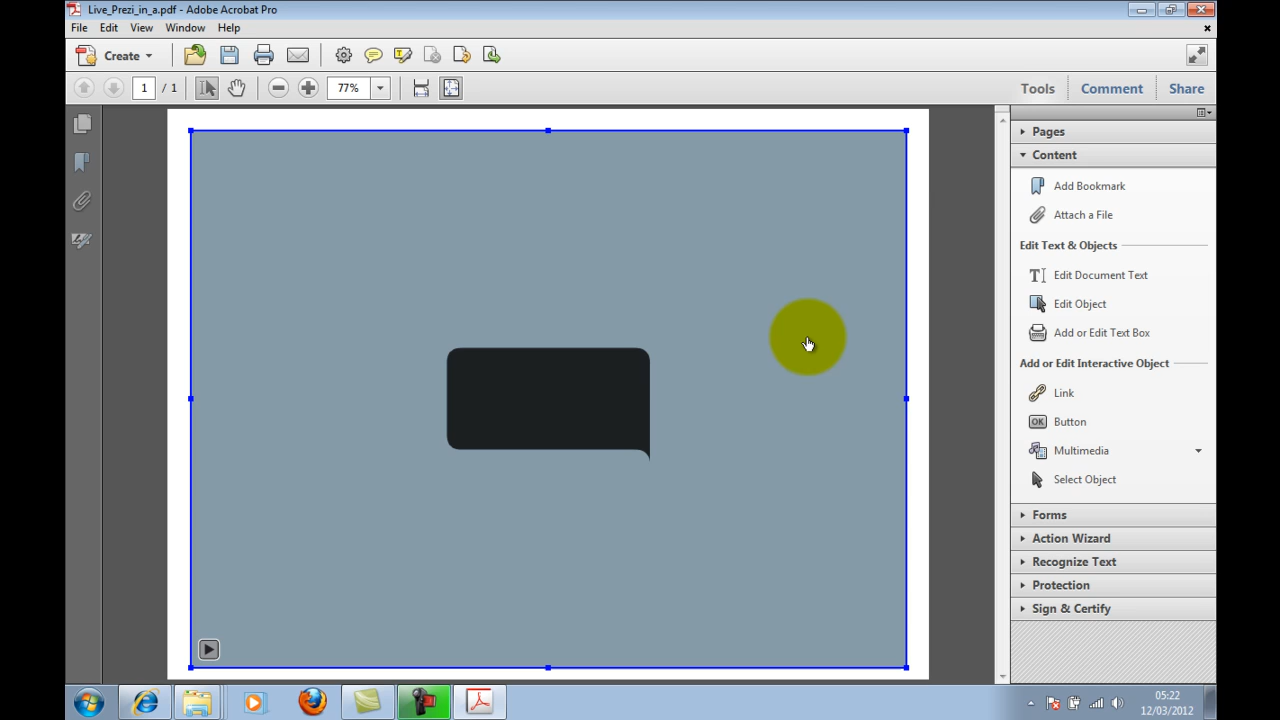 Live_Prezi_in_a.pdf - Adobe Acrobat Pro
File Edit View Window Help
Create
1 / 1 77% Tools Comment Share
Pages
Content
Add Bookmark
Attach a File
Edit Text & Objects
Edit Document Text
Edit Object
Add or Edit Text Box
Add or Edit Interactive Object
Link
OK Button
Multimedia
Select Object
Forms
Action Wizard
Recognize Text
Protection
Sign & Certify
05:22
12/03/2012